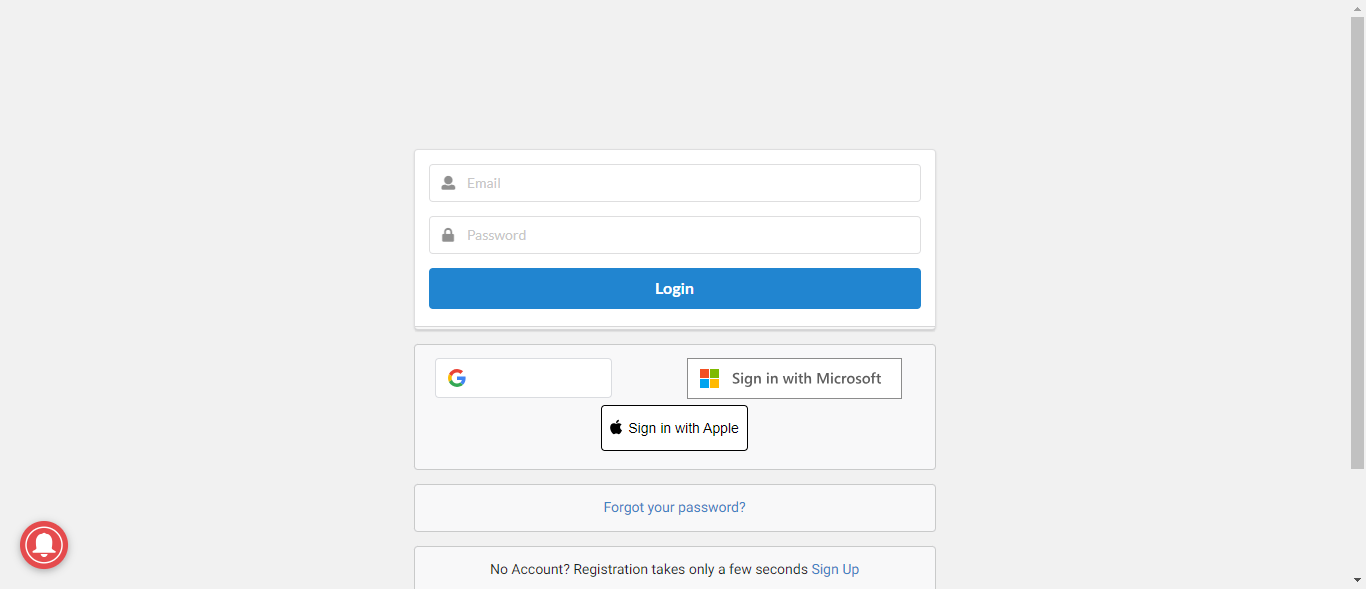 Email
Password
Login
Sign in with Microsoft
Sign in with Apple
Forgot your password?
No Account? Registration takes only a few seconds Sign Up